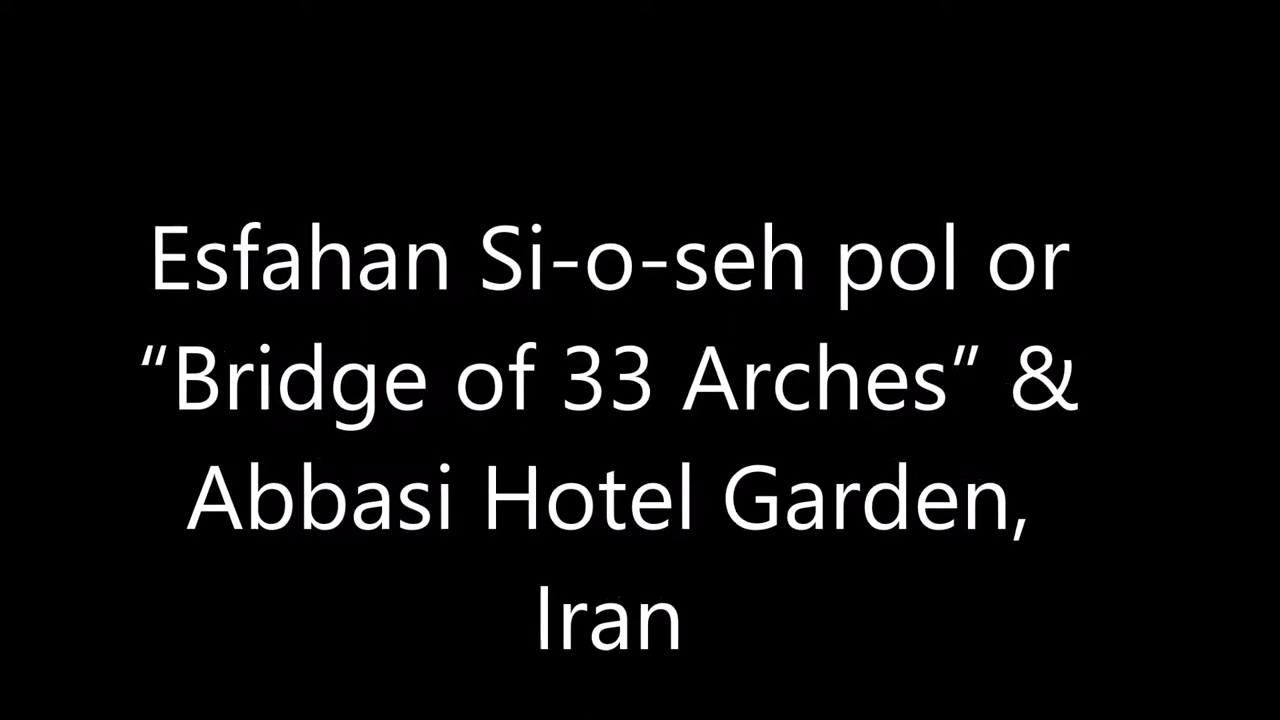 Esfahan Si-o-seh pol or
“Bridge of 33 Arches” &
Abbasi Hotel Garden,
Iran